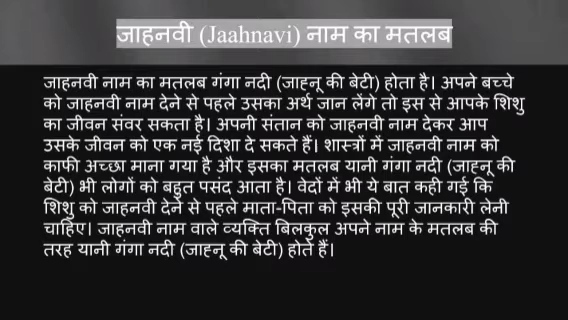 जाहनवी (Jaahnavi) नाम का मतलब
जाहनवी नाम का मतलब गंगा नदी (जाह्नू की बेटी) होता है। अपने बच्चे
को जाहनवी नाम देने से पहले उसका अर्थ जान लेंगे तो इस से आपके शिशु
का जीवन संवर सकता है। अपनी संतान को जाहनवी नाम देकर आप
उसके जीवन को एक नई दिशा दे सकते हैं। शास्त्रों में जाहनवी नाम को
काफी अच्छा माना गया है और इसका मतलब यानी गंगा नदी (जाह्नू की
बेटी) भी लोगों को बहुत पसंद आता है। वेदों में भी ये बात कही गई कि
शिशु को जाहनवी देने से पहले माता-पिता को इसकी पूरी जानकारी लेनी
चाहिए। जाहनवी नाम वाले व्यक्ति बिलकुल अपने नाम के मतलब की
तरह यानी गंगा नदी (जाह्नू की बेटी) होते हैं।